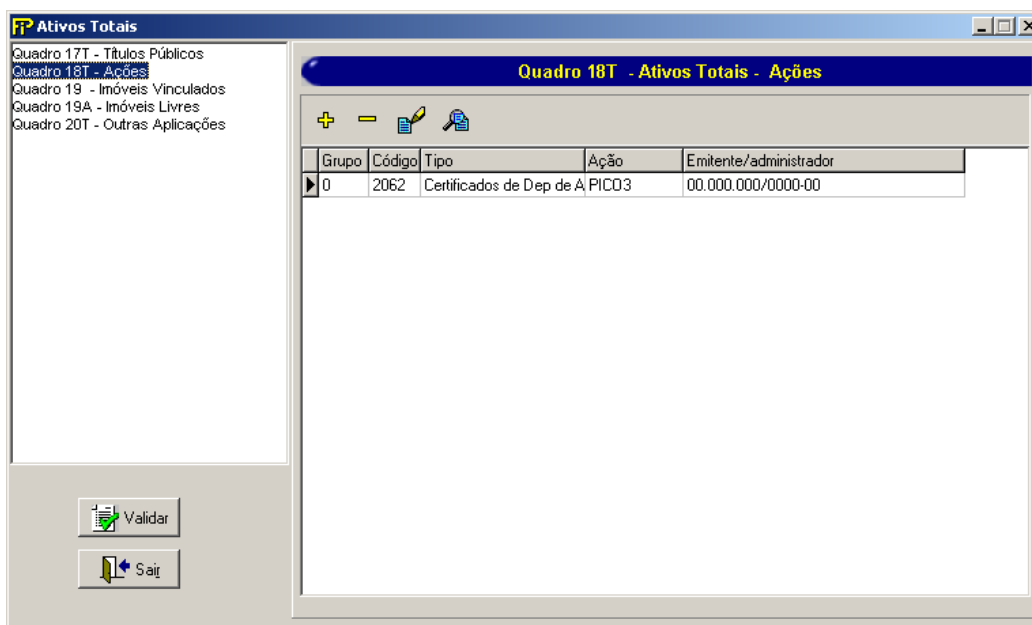 FIP Ativos Totais
Quadro 17T - Títulos Públicos
Quadro 18T - Ações
Quadro 19 - Imóveis Vinculados
Quadro 19A - Imóveis Livres
Quadro 20T - Outras Aplicações
Quadro 18T - Ativos Totais - Ações
Grupo Código Tipo Ação Emitente/administrador
0 2062 Certificados de Dep de A PICO3 00.000.000/0000-00
Validar
Sair